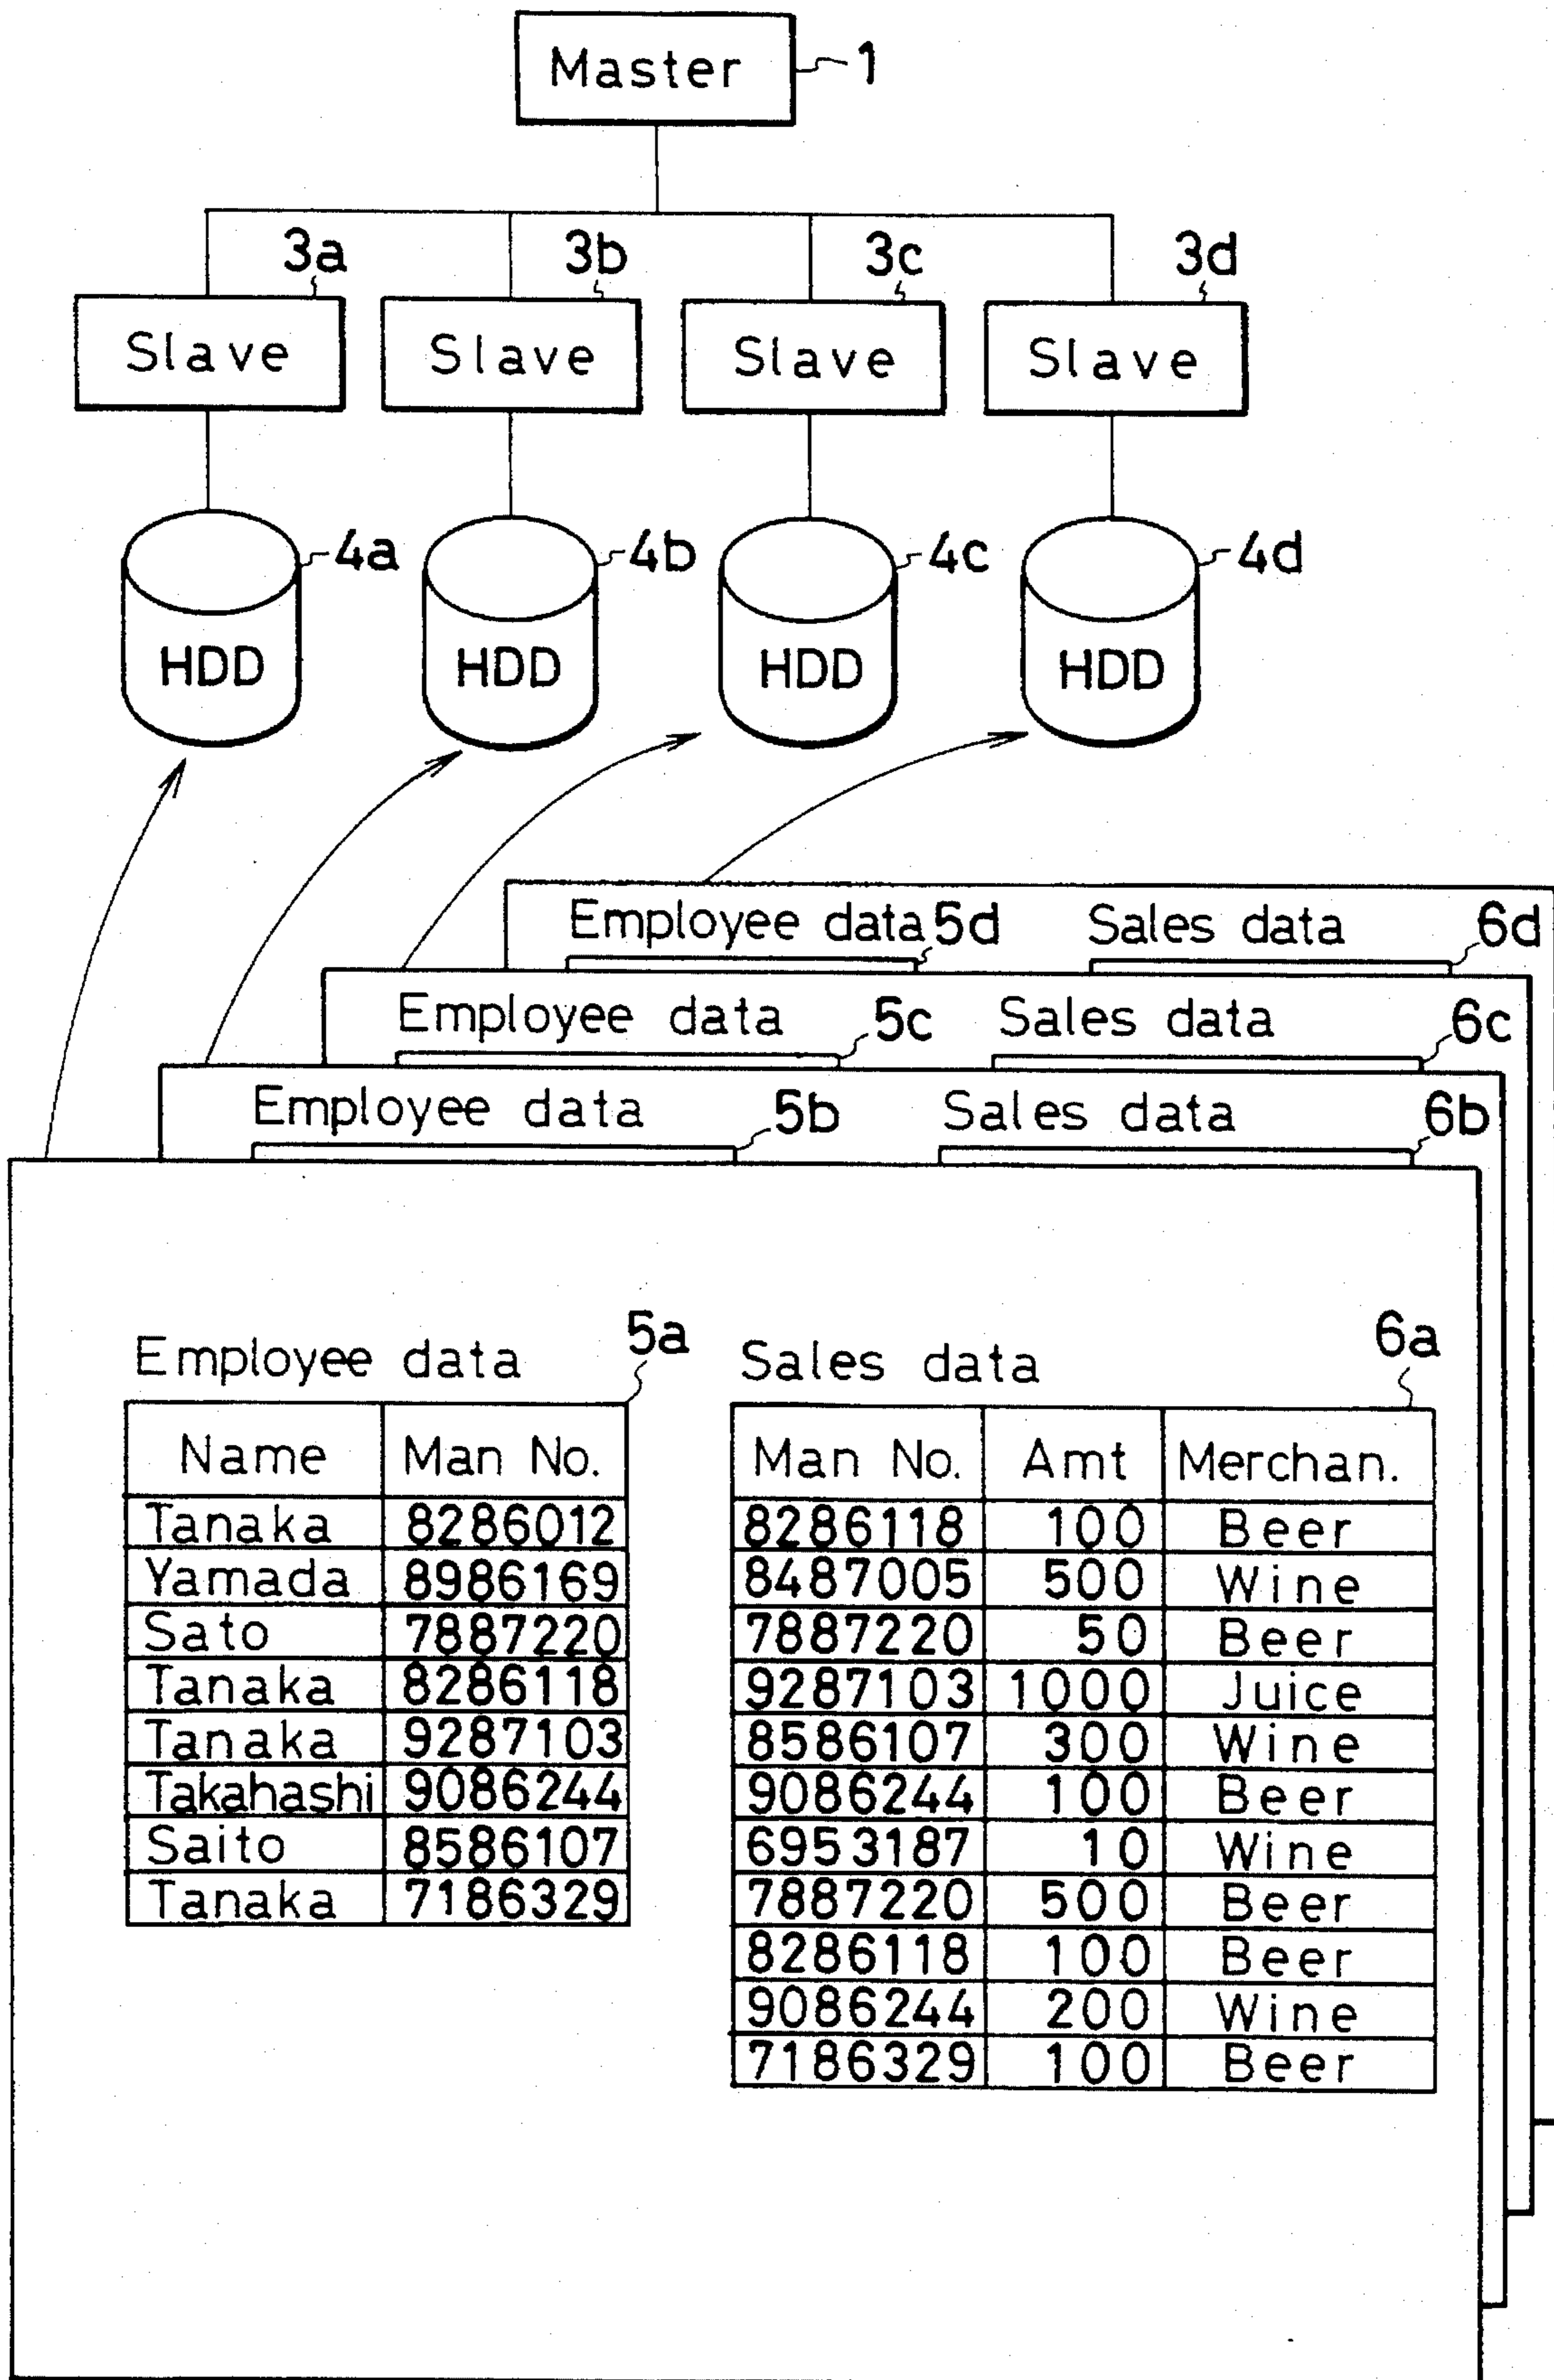 Master 1
3a 3b 3c 3d
Slave Slave Slave Slave
4a 4b 4c 4d
HDD HDD HDD HDD
Employee data 5d Sales data 6d
Employee data 5c Sales data 6c
Employee data 5b Sales data 6b
Employee data 5a Sales data 6a
Name Man No. Man No. Amt Merchan.
Tanaka 8286012 8286118 100 Beer
Yamada 8986169 8487005 500 Wine
Sato 7887220 7887220 50 Beer
Tanaka 8286118 9287103 1000 Juice
Tanaka 9287103 8586107 300 Wine
Takahashi 9086244 9086244 100 Beer
Saito 8586107 6953187 10 Wine
Tanaka 7186329 7887220 500 Beer
8286118 100 Beer
9086244 200 Wine
7186329 100 Beer